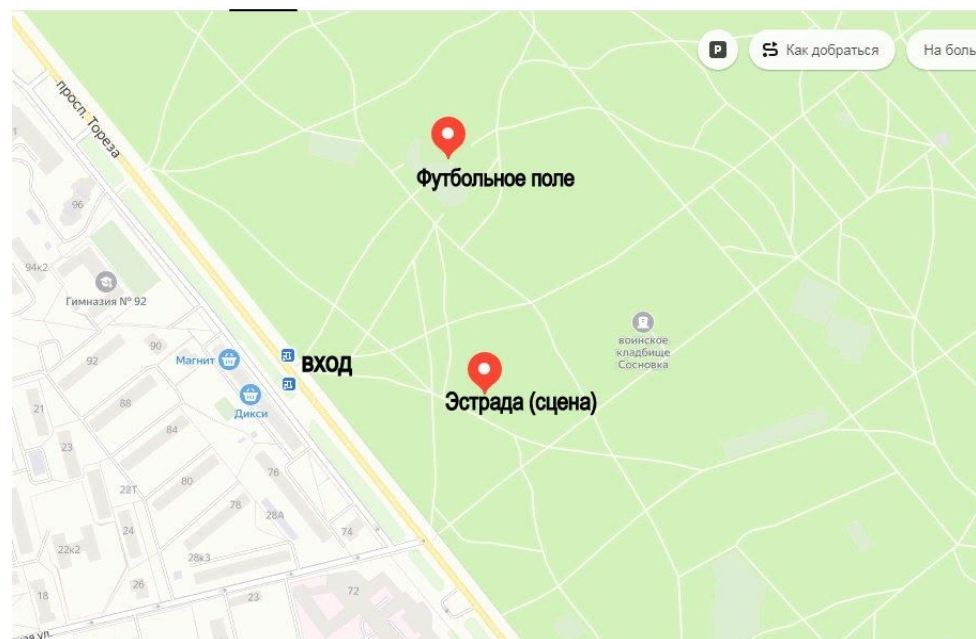 Как добраться
На боль
просп. Тореза
Футбольное поле
96
94к2
Гимназия № 92
92
90
Магнит
ВХОД
воинское
кладбище
Сосновка
88
Дикси
Эстрада (сцена)
21
84
23
80
76
22Т
78
28А
24
74
22к2
28к3
26
72
18
23
ная ул.